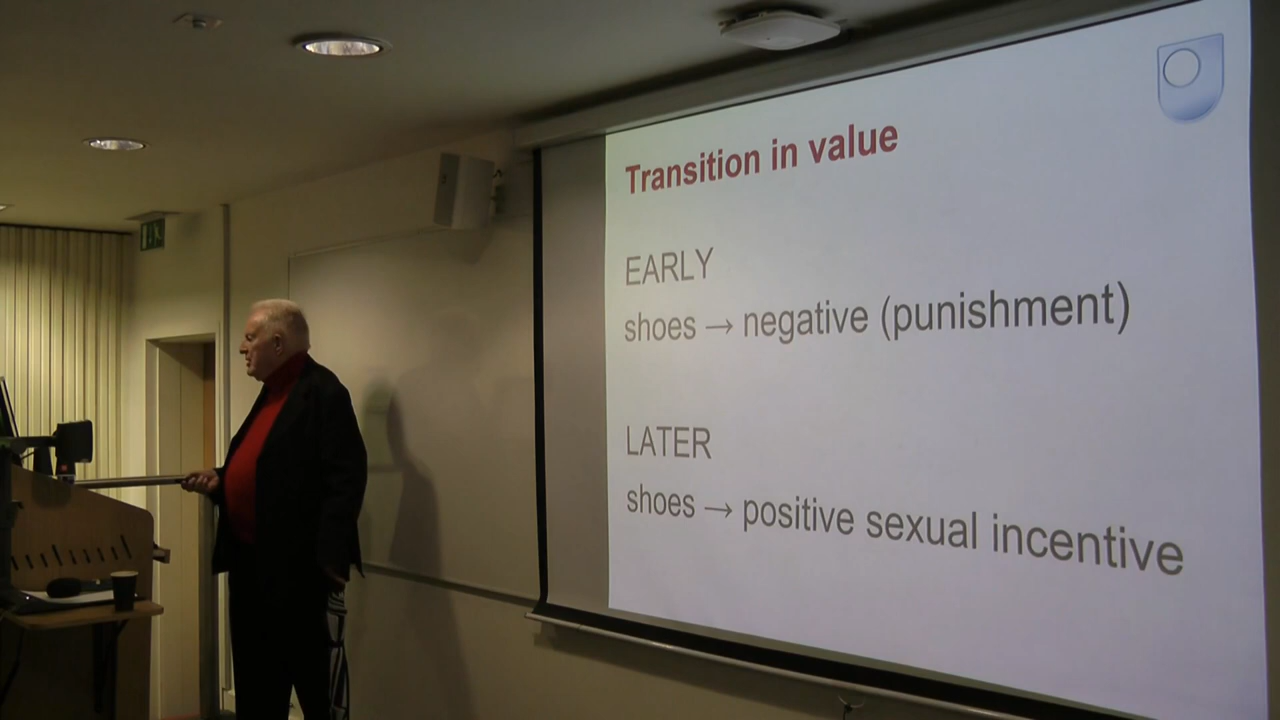 Transition in value
EARLY
shoes → negative (punishment)
LATER
shoes → positive sexual incentive